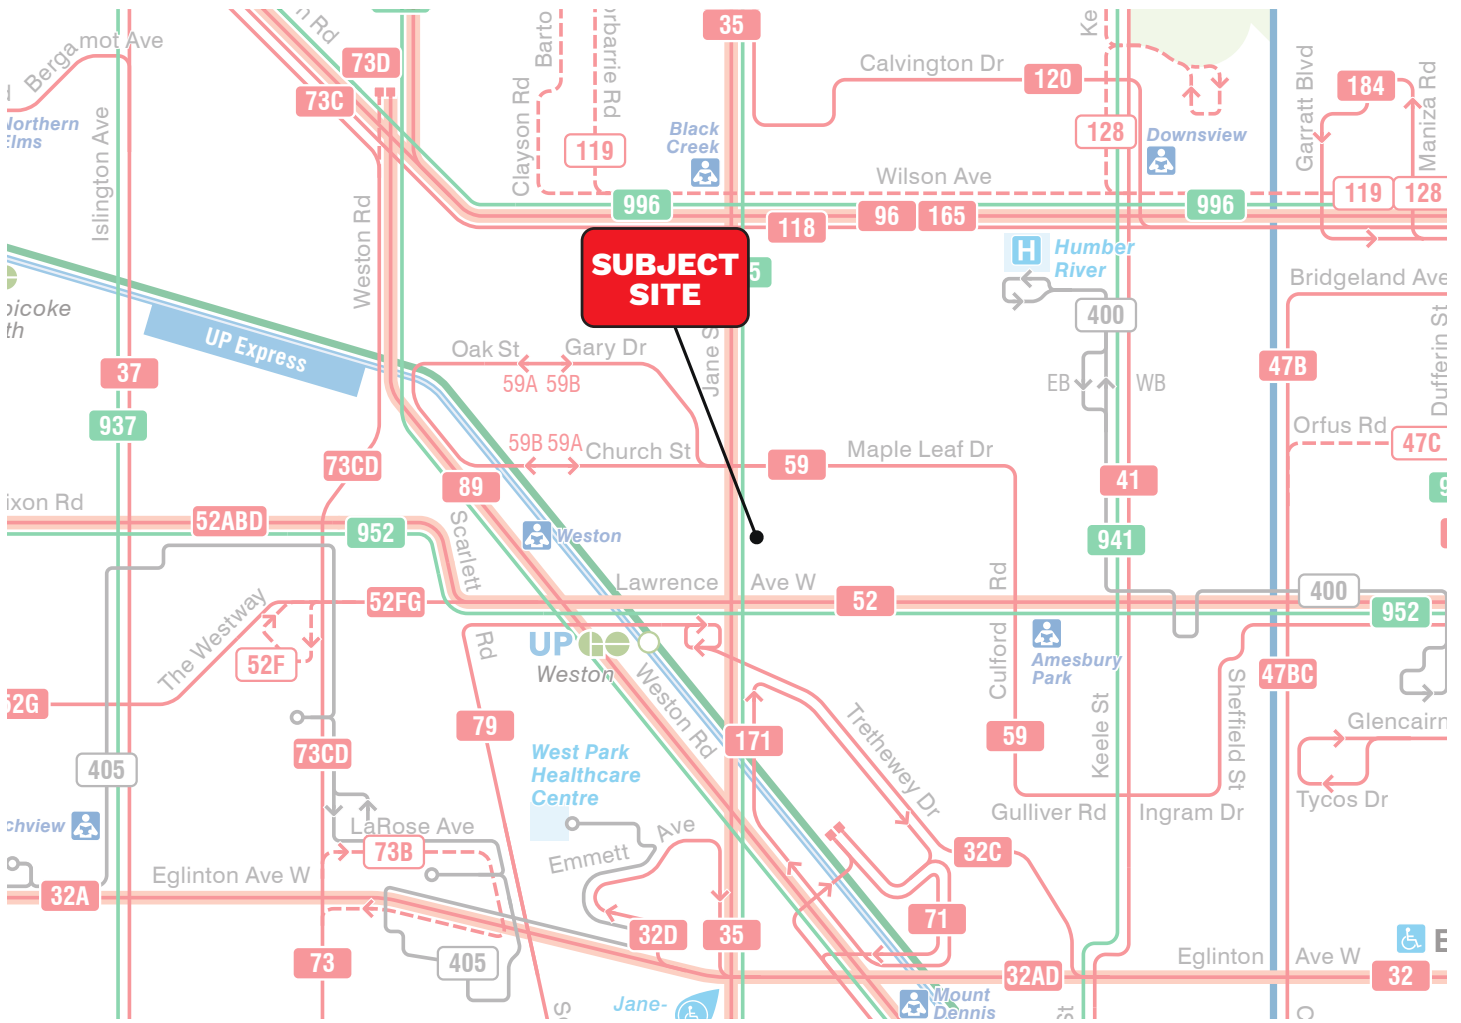 35
Calvington Dr
120
Bergamot Ave
73D
73C
Clayson Rd
Barto
119
Black
Creek
128
Downsview
Garratt Blvd
184
Maniza Rd
Islington Ave
Weston Rd
Wilson Ave
996
96
165
118
996
119
128
Humber
River
H
Bridgeland Ave
SUBJECT
SITE
400
UP Express
37
937
Oak St
Gary Dr
59A 59B
Jane S
EB
WB
47B
Dufferin St
59B 59A
Church St
59
Maple Leaf Dr
Orfus Rd
47C
73CD
89
41
52ABD
952
Scarlett
Weston
941
Lawrence
Ave W
Rd
52FG
52
400
952
The Westway
52F
Rd
UP
Weston
Culford
Amesbury
Park
47BC
Sheffield St
52G
79
Weston Rd
171
Trethewey Dr
59
Keele St
Glencairn
73CD
405
West Park
Healthcare
Centre
Gulliver Rd
Ingram Dr
Tycos Dr
LaRose Ave
73B
Emmett
Ave
32C
Eglinton Ave W
32A
71
32D
35
73
405
32AD
Eglinton
Ave W
32
Jane-
Mount
Dennis
St